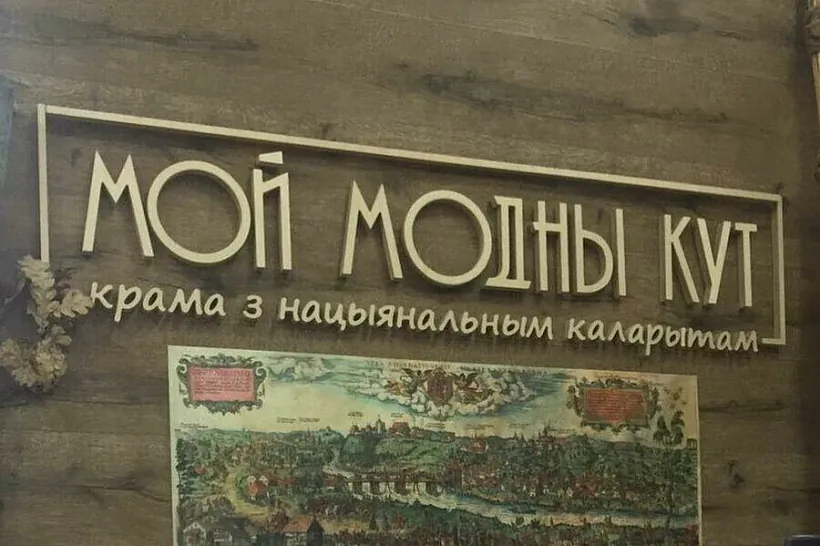 МОЙ МОДНЫ КУТ
крама з нацыянальным каларытам